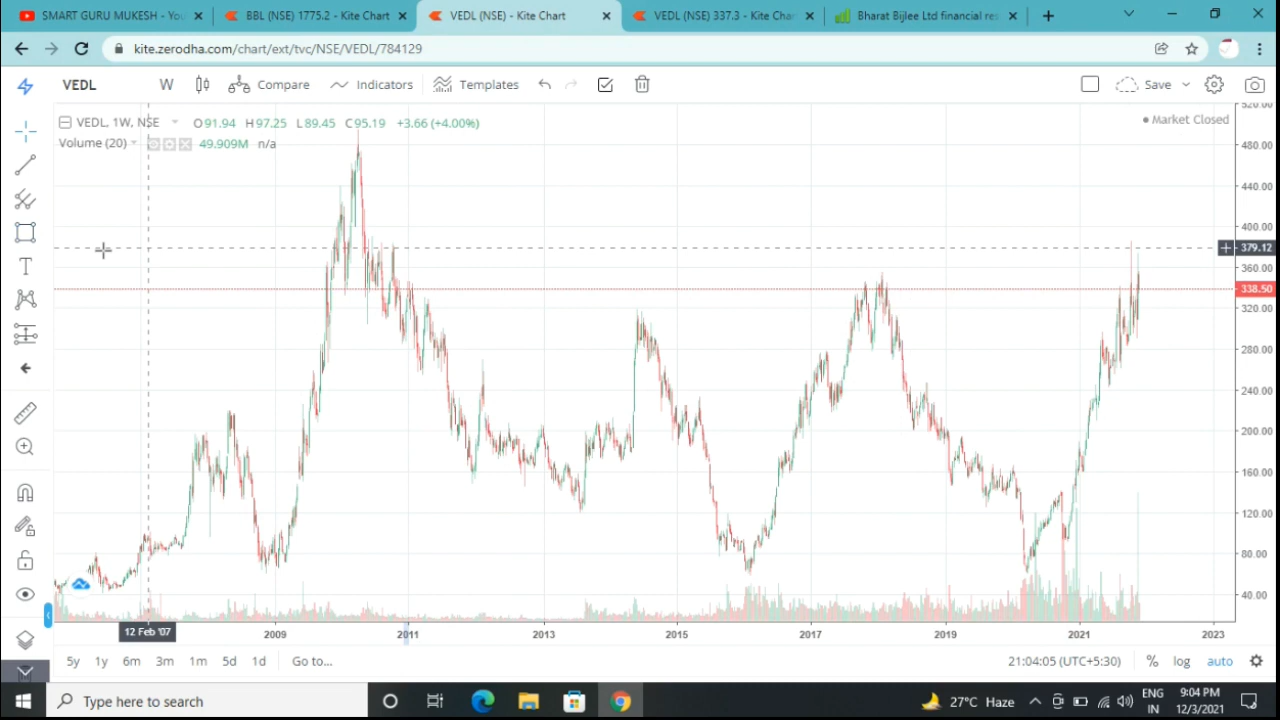 SMART GURU MUKESH - You
BBL (NSE) 1775.2 - Kite Chart
VEDL (NSE) - Kite Chart
VEDL (NSE) 337.3 - Kite Char
Bharat Bijlee Ltd financial res
kite.zerodha.com/chart/ext/tvc/NSE/VEDL/784129
VEDL W Compare Indicators Templates Save
VEDL, 1W, NSE O91.94 H97.25 L89.45 C95.19 +3.66 (+4.00%)
Market Closed
Volume (20) 49.909M n/a
520.00
480.00
440.00
400.00
379.12
360.00
338.50
320.00
280.00
240.00
200.00
160.00
120.00
80.00
40.00
12 Feb '07 2009 2011 2013 2015 2017 2019 2021 2023
5y 1y 6m 3m 1m 5d 1d Go to... 21:04:05 (UTC+5:30) % log auto
Type here to search
27°C Haze
ENG
IN
9:04 PM
12/3/2021